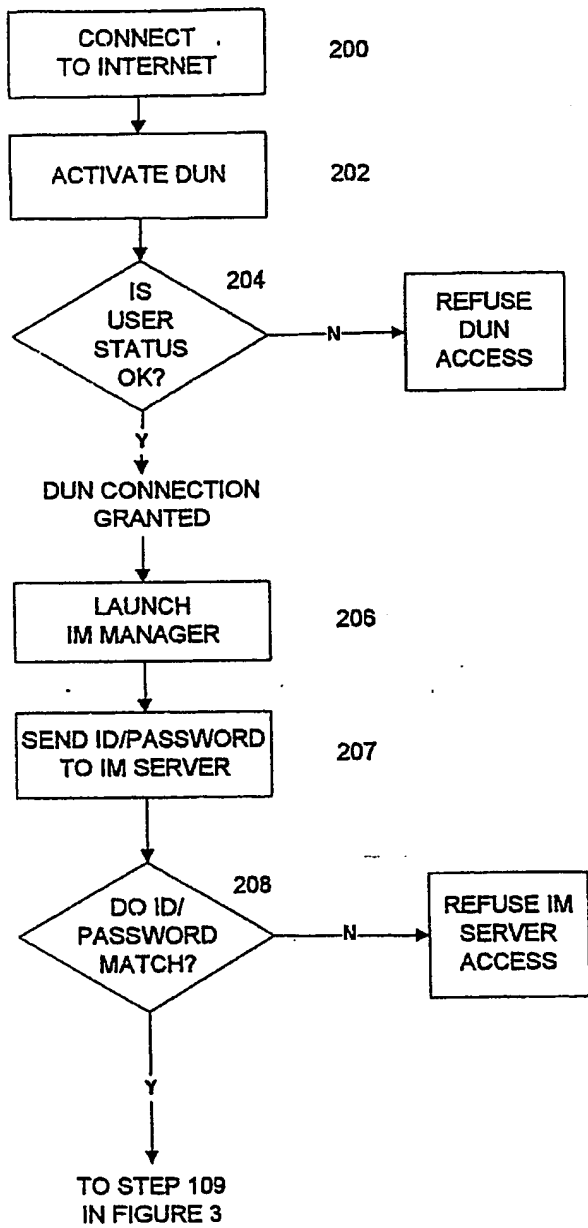 CONNECT
TO INTERNET
200
ACTIVATE DUN
202
204
IS
USER
STATUS
OK?
N
REFUSE
DUN
ACCESS
Y
DUN CONNECTION
GRANTED
LAUNCH
IM MANAGER
206
SEND ID/PASSWORD
TO IM SERVER
207
208
DO ID/
PASSWORD
MATCH?
N
REFUSE IM
SERVER
ACCESS
Y
TO STEP 109
IN FIGURE 3